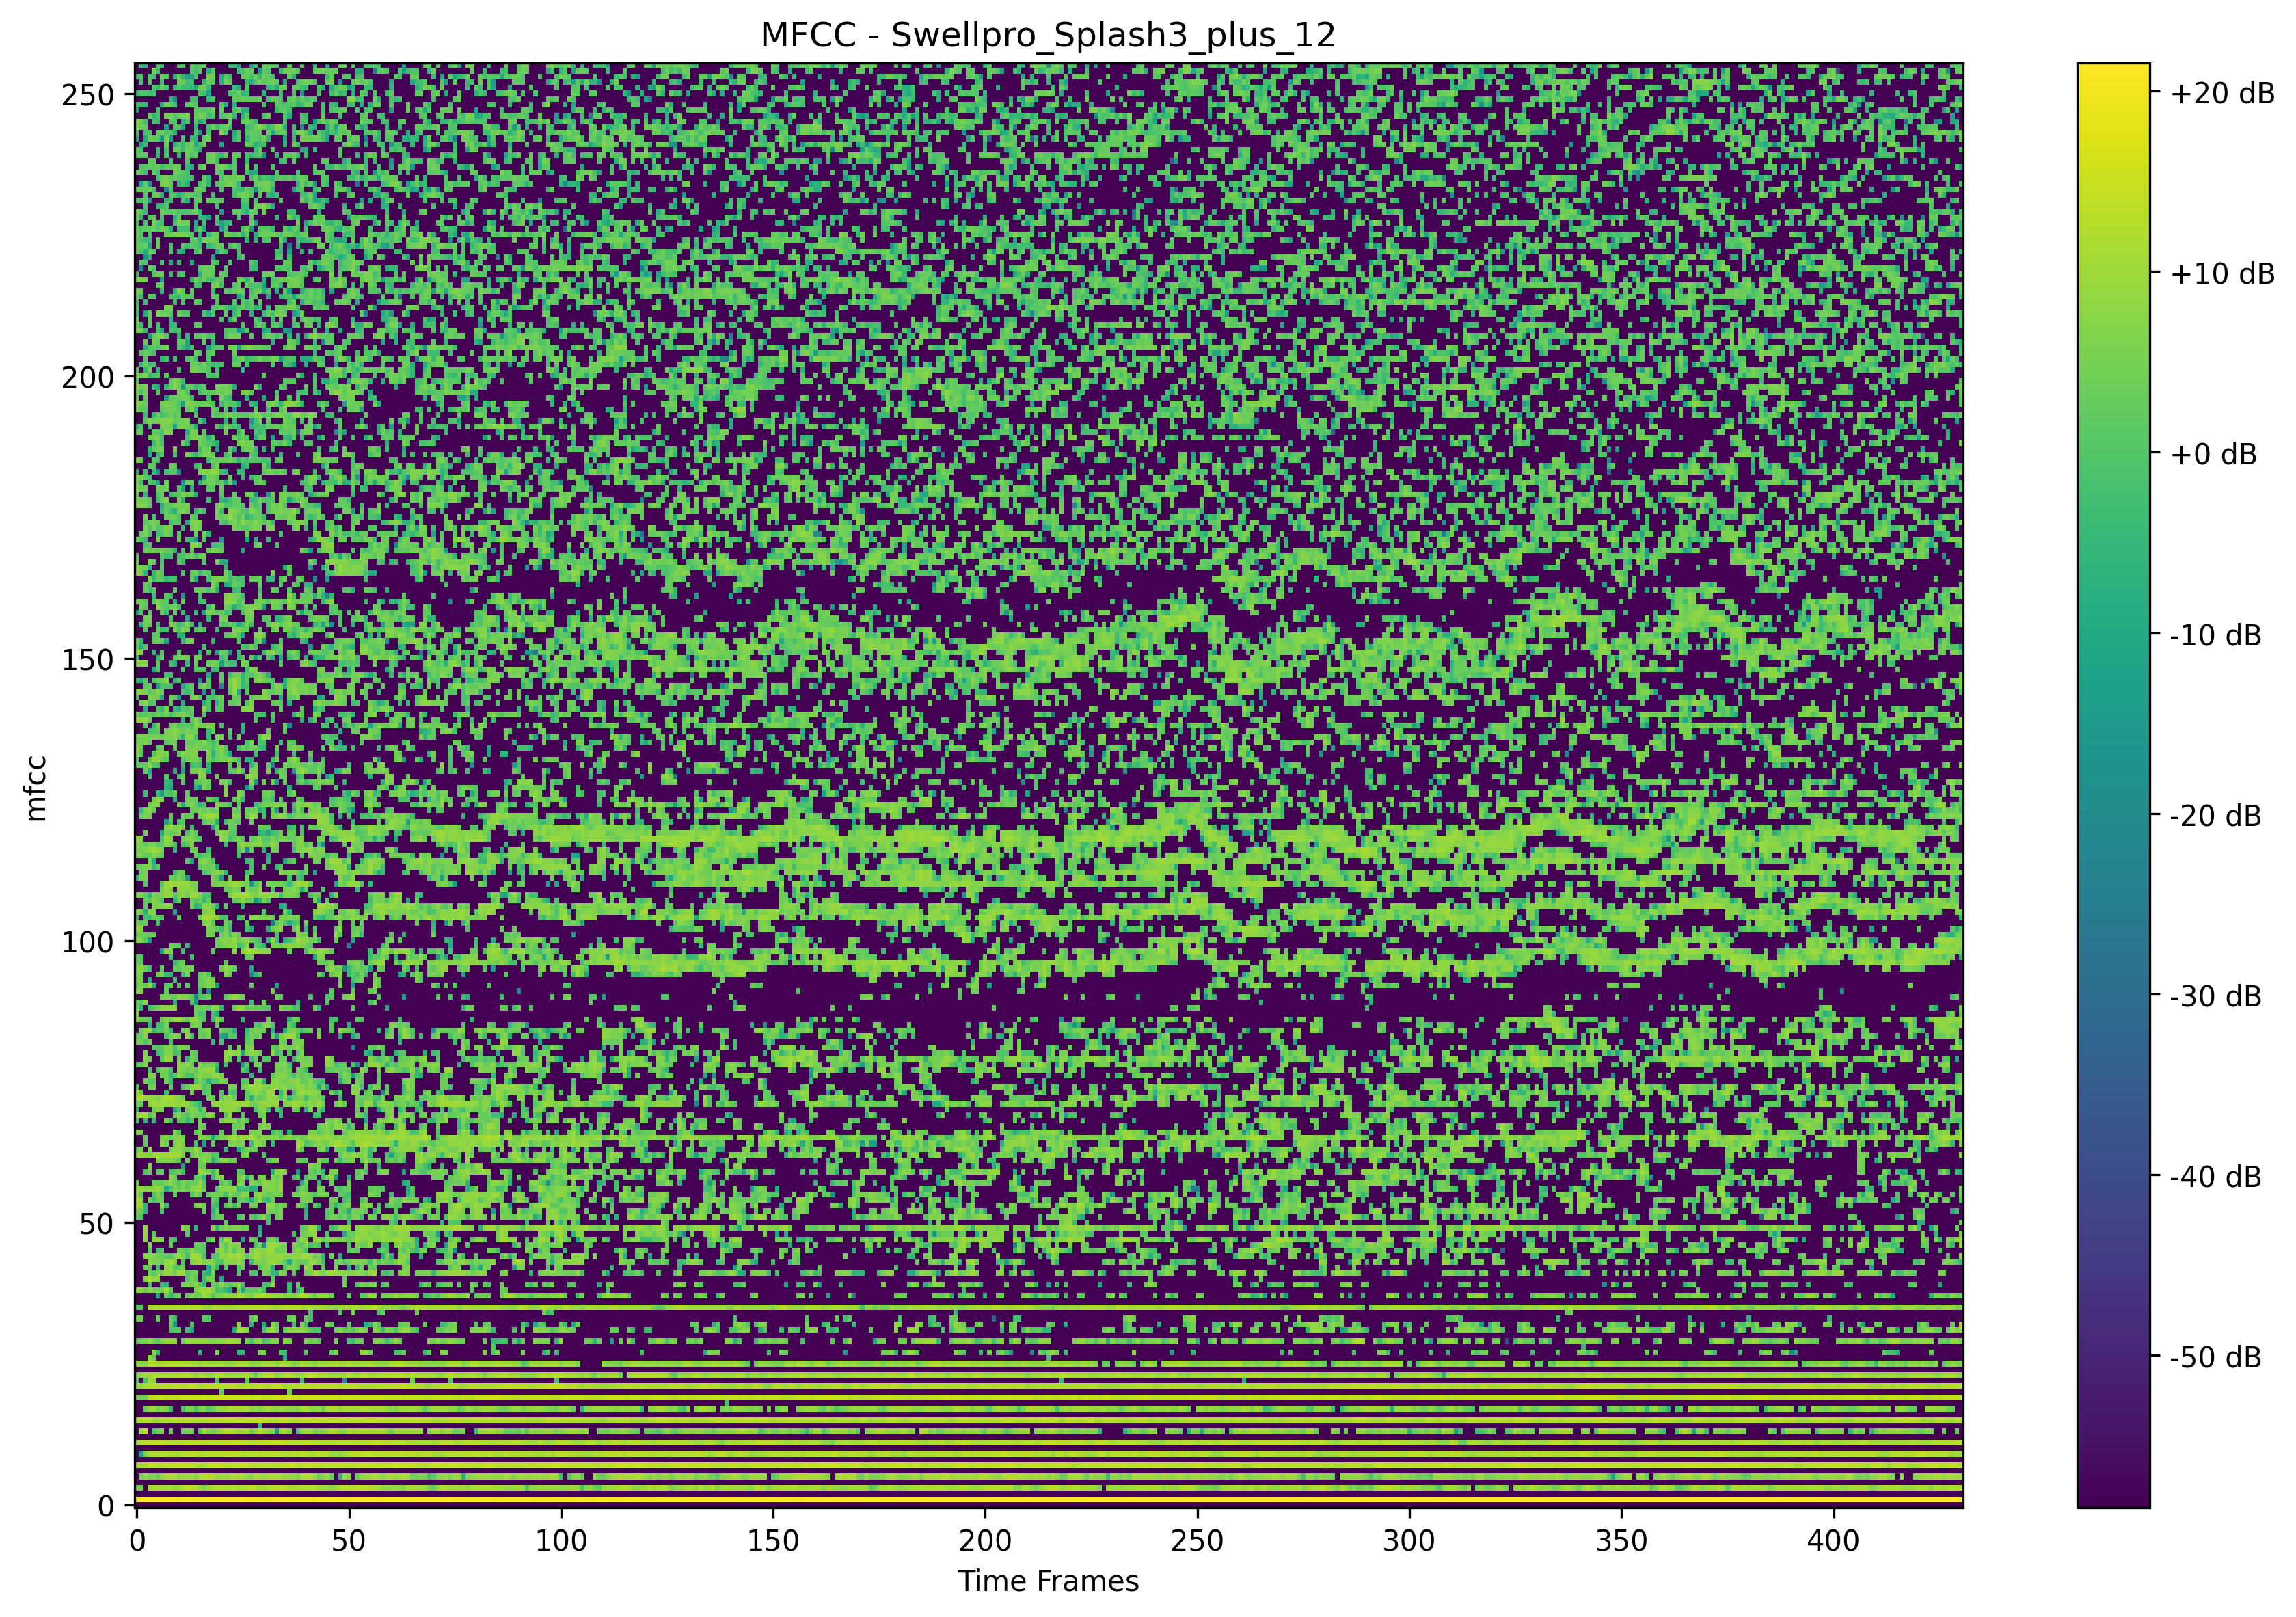 MFCC - Swellpro_Splash3_plus_12
250
200
150
100
50
0
mfcc
0 50 100 150 200 250 300 350 400
Time Frames
+20 dB
+10 dB
+0 dB
-10 dB
-20 dB
-30 dB
-40 dB
-50 dB